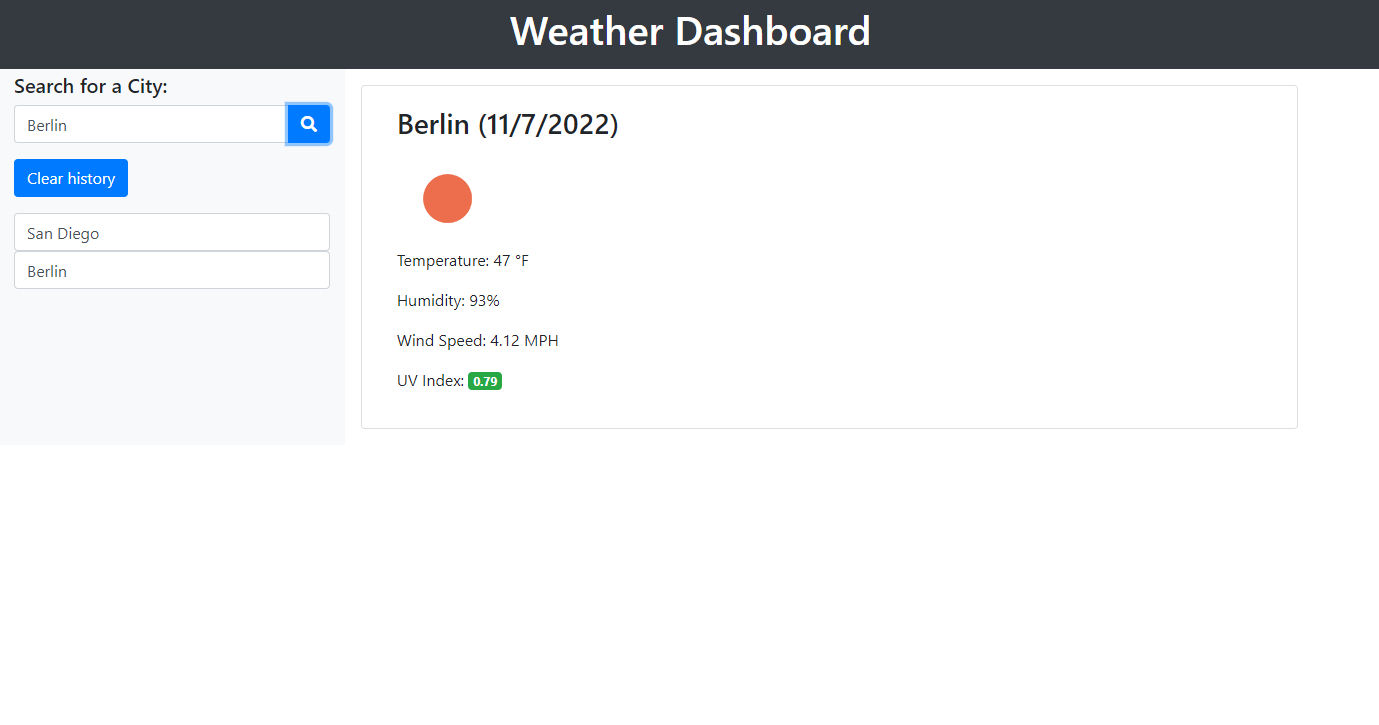 Weather Dashboard
Search for a City:
Berlin
Clear history
San Diego
Berlin
Berlin (11/7/2022)
Temperature: 47 °F
Humidity: 93%
Wind Speed: 4.12 MPH
UV Index: 0.79